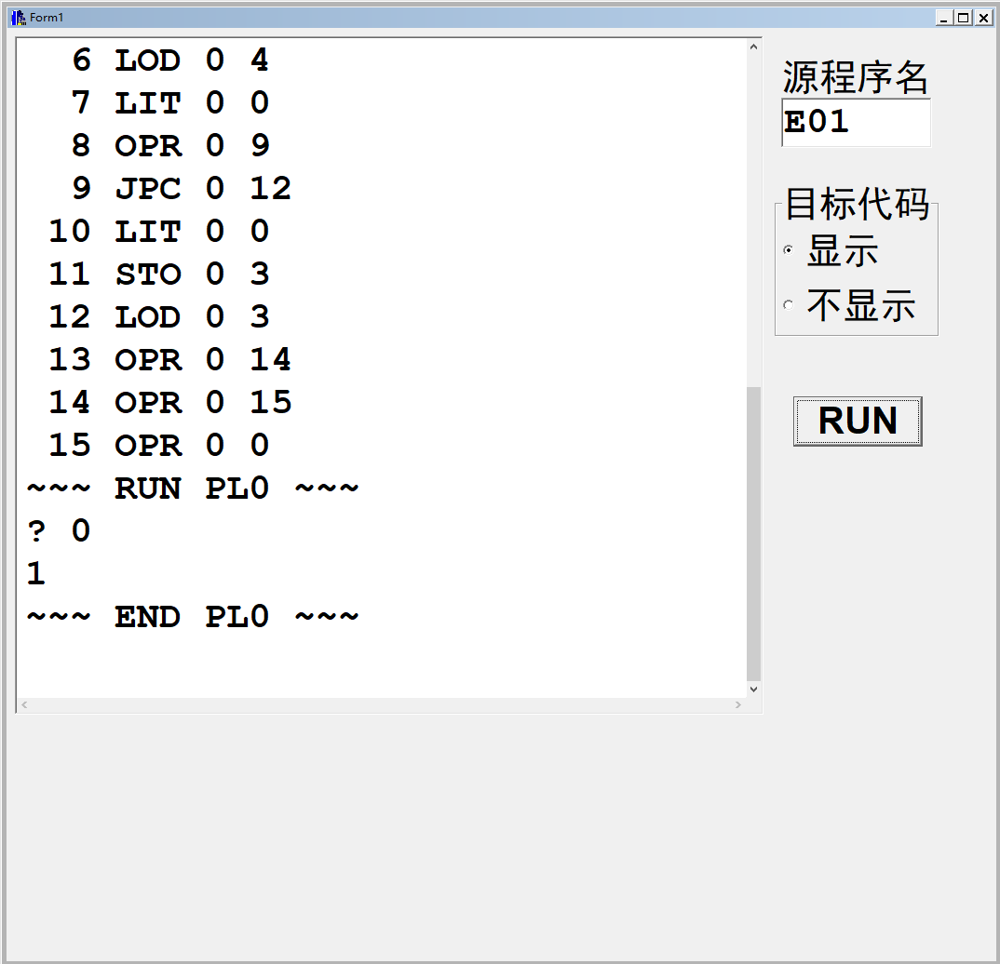 Form1
6 LOD 0 4
7 LIT 0 0
8 OPR 0 9
9 JPC 0 12
10 LIT 0 0
11 STO 0 3
12 LOD 0 3
13 OPR 0 14
14 OPR 0 15
15 OPR 0 0
~~~ RUN PL0 ~~~
? 0
1
~~~ END PL0 ~~~
源程序名
E01
目标代码
显示
不显示
RUN